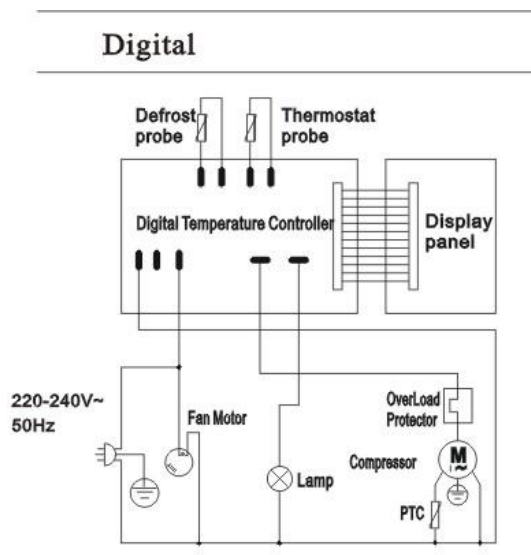 Digital
Defrost
probe
Thermostat
probe
Digital Temperature Controller
Display
panel
220-240V~
50Hz
Fan Motor
OverLoad
Protector
Lamp
Compressor
M
~
PTC